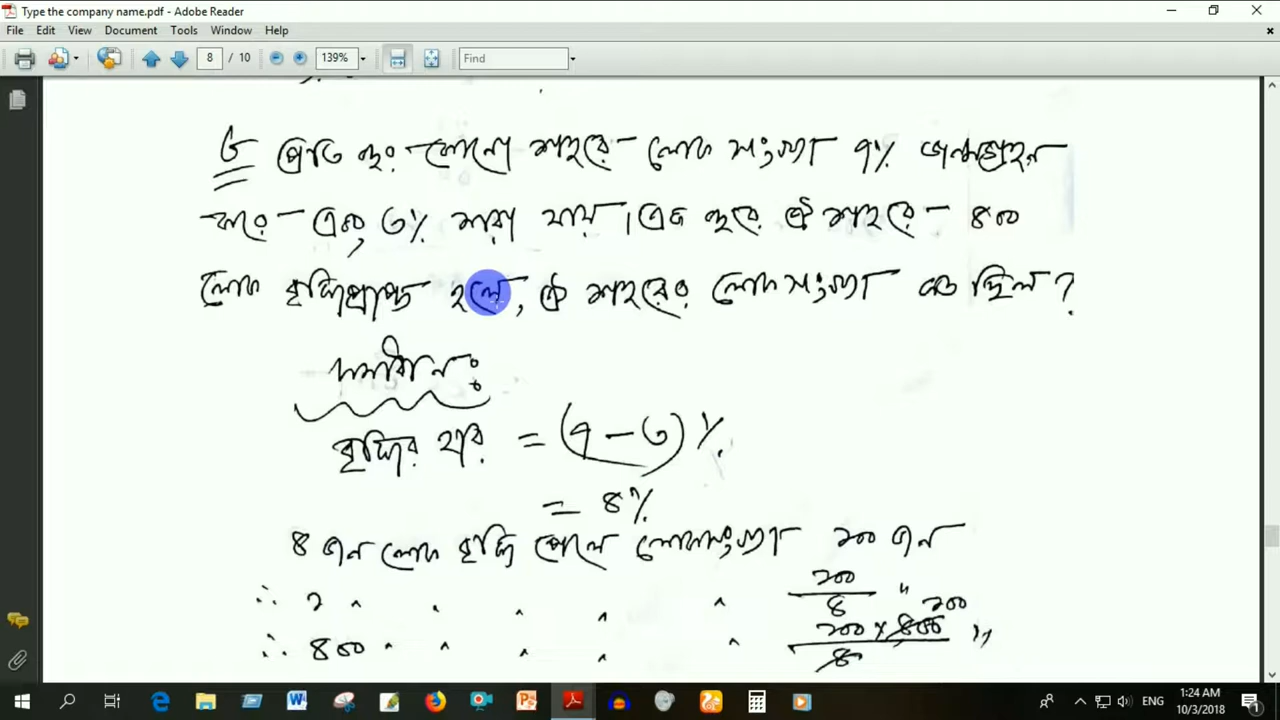 Type the company name.pdf - Adobe Reader
File Edit View Document Tools Window Help
8 / 10 139% Find
৩ প্রতি বছর কোনো শহরে লোক সংখ্যা ৭% জন্মগ্রহন
করে এবং ৩% মারা যায়। এক বছরে ঐ শহরে ৪০০
লোক বৃদ্ধিপ্রাপ্ত হলে, ঐ শহরের লোকসংখ্যা কত ছিল?
সমাধান:
বৃদ্ধির হার = (৭ - ৩) %
= ৪%
৪ জন লোক বৃদ্ধি পেলে লোকসংখ্যা ১০০ জন
∴ ১ " " " " " ১০০/৪ "
∴ ৪০০ " " " " " ১০০ × ৪০০/৪ " ১০০
ENG 1:24 AM
10/3/2018